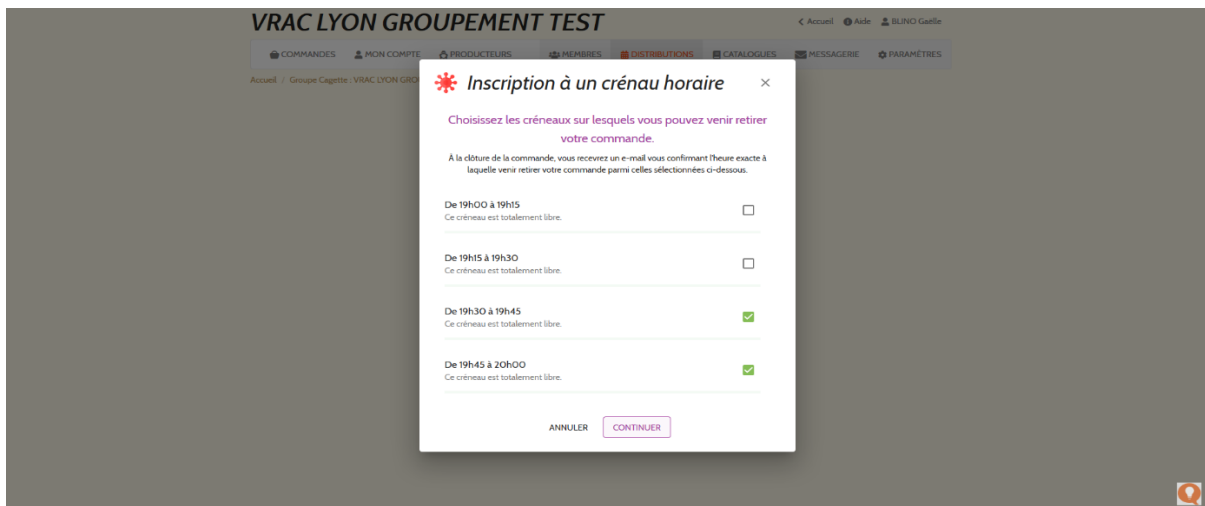 VRAC LYON GROUPEMENT TEST
Accueil Aide BLINO Gaelle
COMMANDES MON COMPTE PRODUCTEURS MEMBRES DISTRIBUTIONS CATALOGUES MESSAGERIE PARAMÈTRES
Accueil / Groupe Cagette : VRAC LYON GRO
Inscription à un crénau horaire ×
Choisissez les créneaux sur lesquels vous pouvez venir retirer
votre commande.
À la clôture de la commande, vous recevrez un e-mail vous confirmant l'heure exacte à
laquelle venir retirer votre commande parmi celles sélectionnées ci-dessous.
De 19h00 à 19h15
Ce créneau est totalement libre.
De 19h15 à 19h30
Ce créneau est totalement libre.
De 19h30 à 19h45
Ce créneau est totalement libre.
De 19h45 à 20h00
Ce créneau est totalement libre.
ANNULER CONTINUER